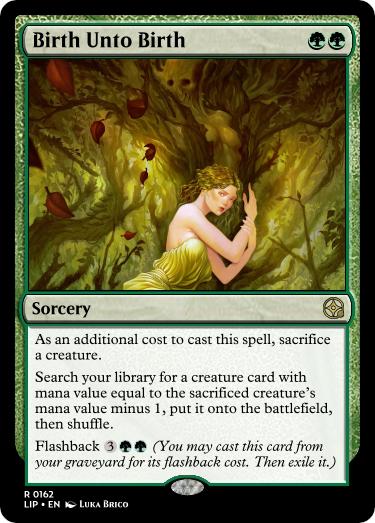 Birth Unto Birth
Sorcery
As an additional cost to cast this spell, sacrifice
a creature.
Search your library for a creature card with
mana value equal to the sacrificed creature's
mana value minus 1, put it onto the battlefield,
then shuffle.
Flashback 3 (You may cast this card from
your graveyard for its flashback cost. Then exile it.)
R 0162
LIP • EN Luka Brico